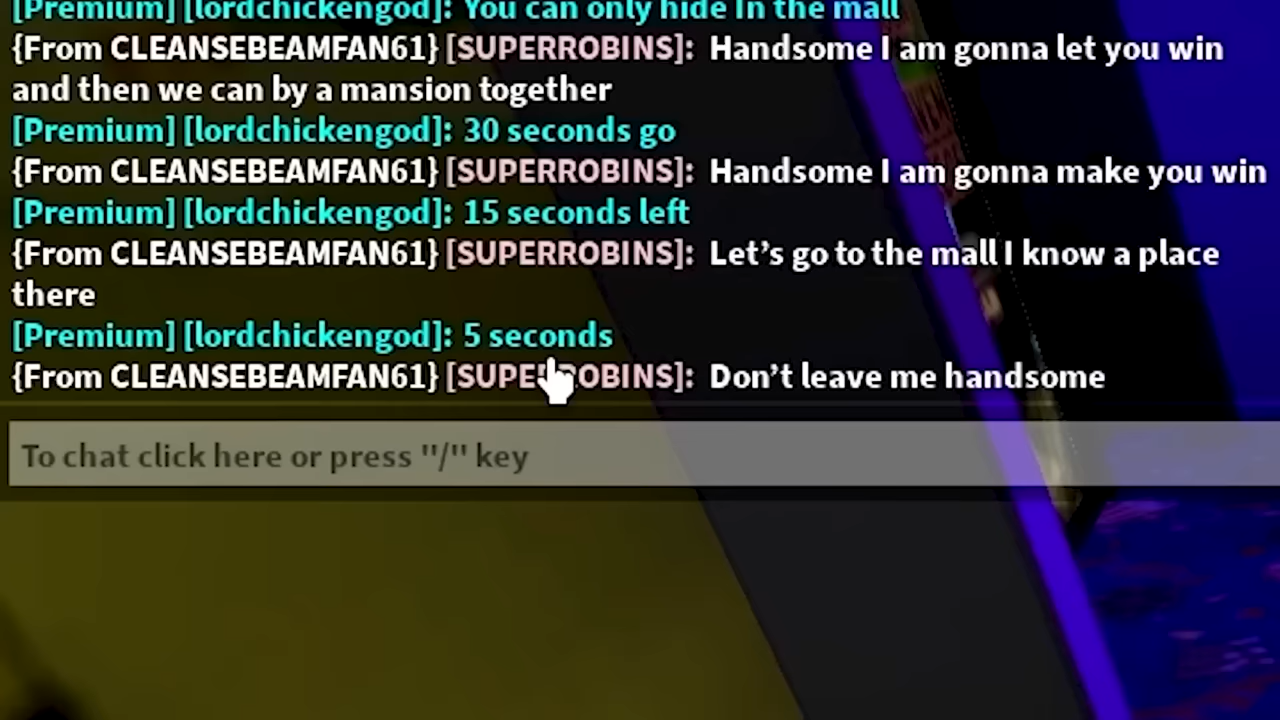 [Premium] [lordchickengod]: You can only hide In the mall
{From CLEANSEBEAMFAN61} [SUPERROBINS]: Handsome I am gonna let you win
and then we can by a mansion together
[Premium] [lordchickengod]: 30 seconds go
{From CLEANSEBEAMFAN61} [SUPERROBINS]: Handsome I am gonna make you win
[Premium] [lordchickengod]: 15 seconds left
{From CLEANSEBEAMFAN61} [SUPERROBINS]: Let’s go to the mall I know a place
there
[Premium] [lordchickengod]: 5 seconds
{From CLEANSEBEAMFAN61} [SUPERROBINS]: Don’t leave me handsome
To chat click here or press "/" key